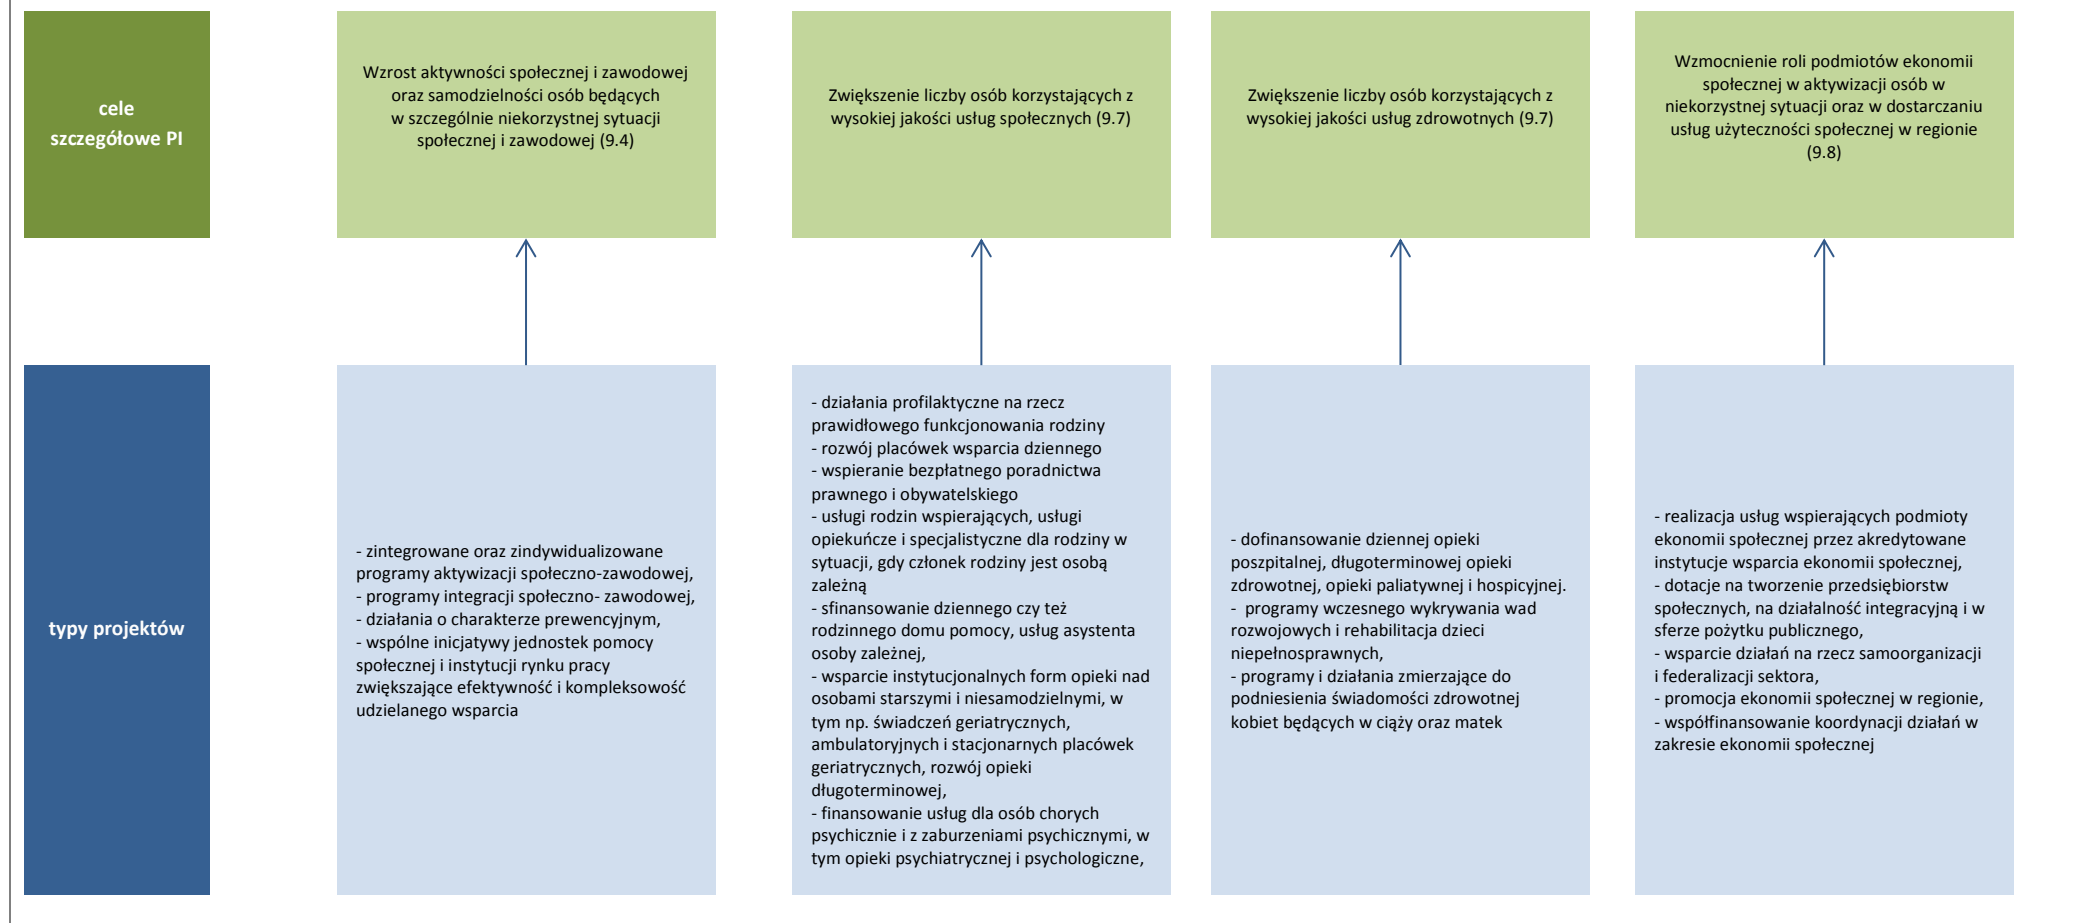 cele
szczegółowe PI
Wzrost aktywności społecznej i zawodowej
oraz samodzielności osób będących
w szczególnie niekorzystnej sytuacji
społecznej i zawodowej (9.4)
Zwiększenie liczby osób korzystających z
wysokiej jakości usług społecznych (9.7)
Zwiększenie liczby osób korzystających z
wysokiej jakości usług zdrowotnych (9.7)
Wzmocnienie roli podmiotów ekonomii
społecznej w aktywizacji osób w
niekorzystnej sytuacji oraz w dostarczaniu
usług użyteczności społecznej w regionie
(9.8)
typy projektów
- zintegrowane oraz zindywidualizowane
programy aktywizacji społeczno-zawodowej,
- programy integracji społeczno- zawodowej,
- działania o charakterze prewencyjnym,
- wspólne inicjatywy jednostek pomocy
społecznej i instytucji rynku pracy
zwiększające efektywność i kompleksowość
udzielanego wsparcia
- działania profilaktyczne na rzecz
prawidłowego funkcjonowania rodziny
- rozwój placówek wsparcia dziennego
- wspieranie bezpłatnego poradnictwa
prawnego i obywatelskiego
- usługi rodzin wspierających, usługi
opiekuńcze i specjalistyczne dla rodziny w
sytuacji, gdy członek rodziny jest osobą
zależną
- sfinansowanie dziennego czy też
rodzinnego domu pomocy, usług asystenta
osoby zależnej,
- wsparcie instytucjonalnych form opieki nad
osobami starszymi i niesamodzielnymi, w
tym np. świadczeń geriatrycznych,
ambulatoryjnych i stacjonarnych placówek
geriatrycznych, rozwój opieki
długoterminowej,
- finansowanie usług dla osób chorych
psychicznie i z zaburzeniami psychicznymi, w
tym opieki psychiatrycznej i psychologiczne,
- dofinansowanie dziennej opieki
poszpitalnej, długoterminowej opieki
zdrowotnej, opieki paliatywnej i hospicyjnej.
-  programy wczesnego wykrywania wad
rozwojowych i rehabilitacja dzieci
niepełnosprawnych,
- programy i działania zmierzające do
podniesienia świadomości zdrowotnej
kobiet będących w ciąży oraz matek
- realizacja usług wspierających podmioty
ekonomii społecznej przez akredytowane
instytucje wsparcia ekonomii społecznej,
- dotacje na tworzenie przedsiębiorstw
społecznych, na działalność integracyjną i w
sferze pożytku publicznego,
- wsparcie działań na rzecz samoorganizacji
i federalizacji sektora,
- promocja ekonomii społecznej w regionie,
- współfinansowanie koordynacji działań w
zakresie ekonomii społecznej